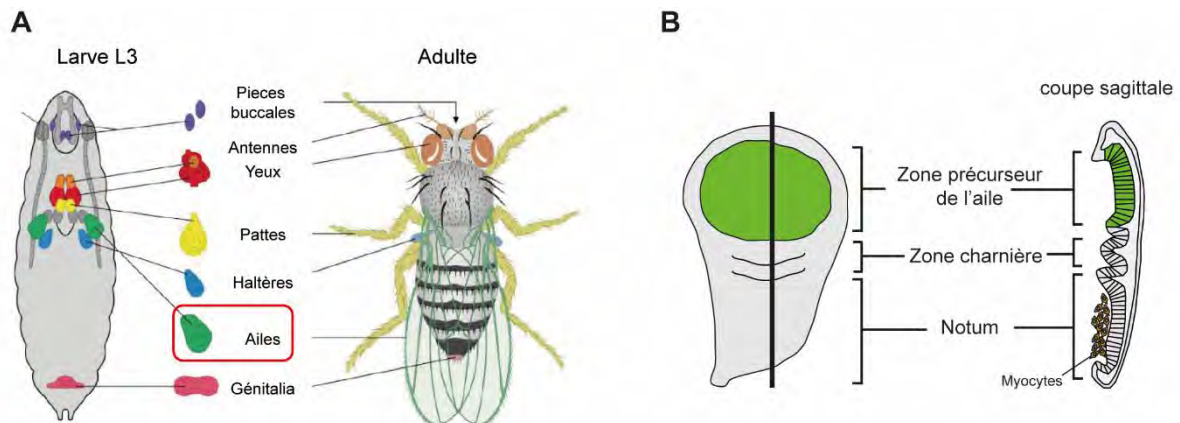 A
Larve L3
Adulte
Pieces
buccales
Antennes
Yeux
Pattes
Haltères
Ailes
Génitalia
B
coupe sagittale
Zone précurseur
de l'aile
Zone charnière
Notum
Myocytes